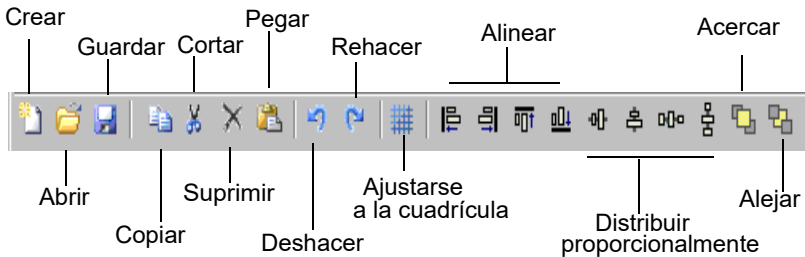 Crear
Guardar
Cortar
Pegar
Rehacer
Alinear
Acercar
Abrir
Copiar
Suprimir
Deshacer
Ajustarse
a la cuadrícula
Distribuir
proporcionalmente
Alejar